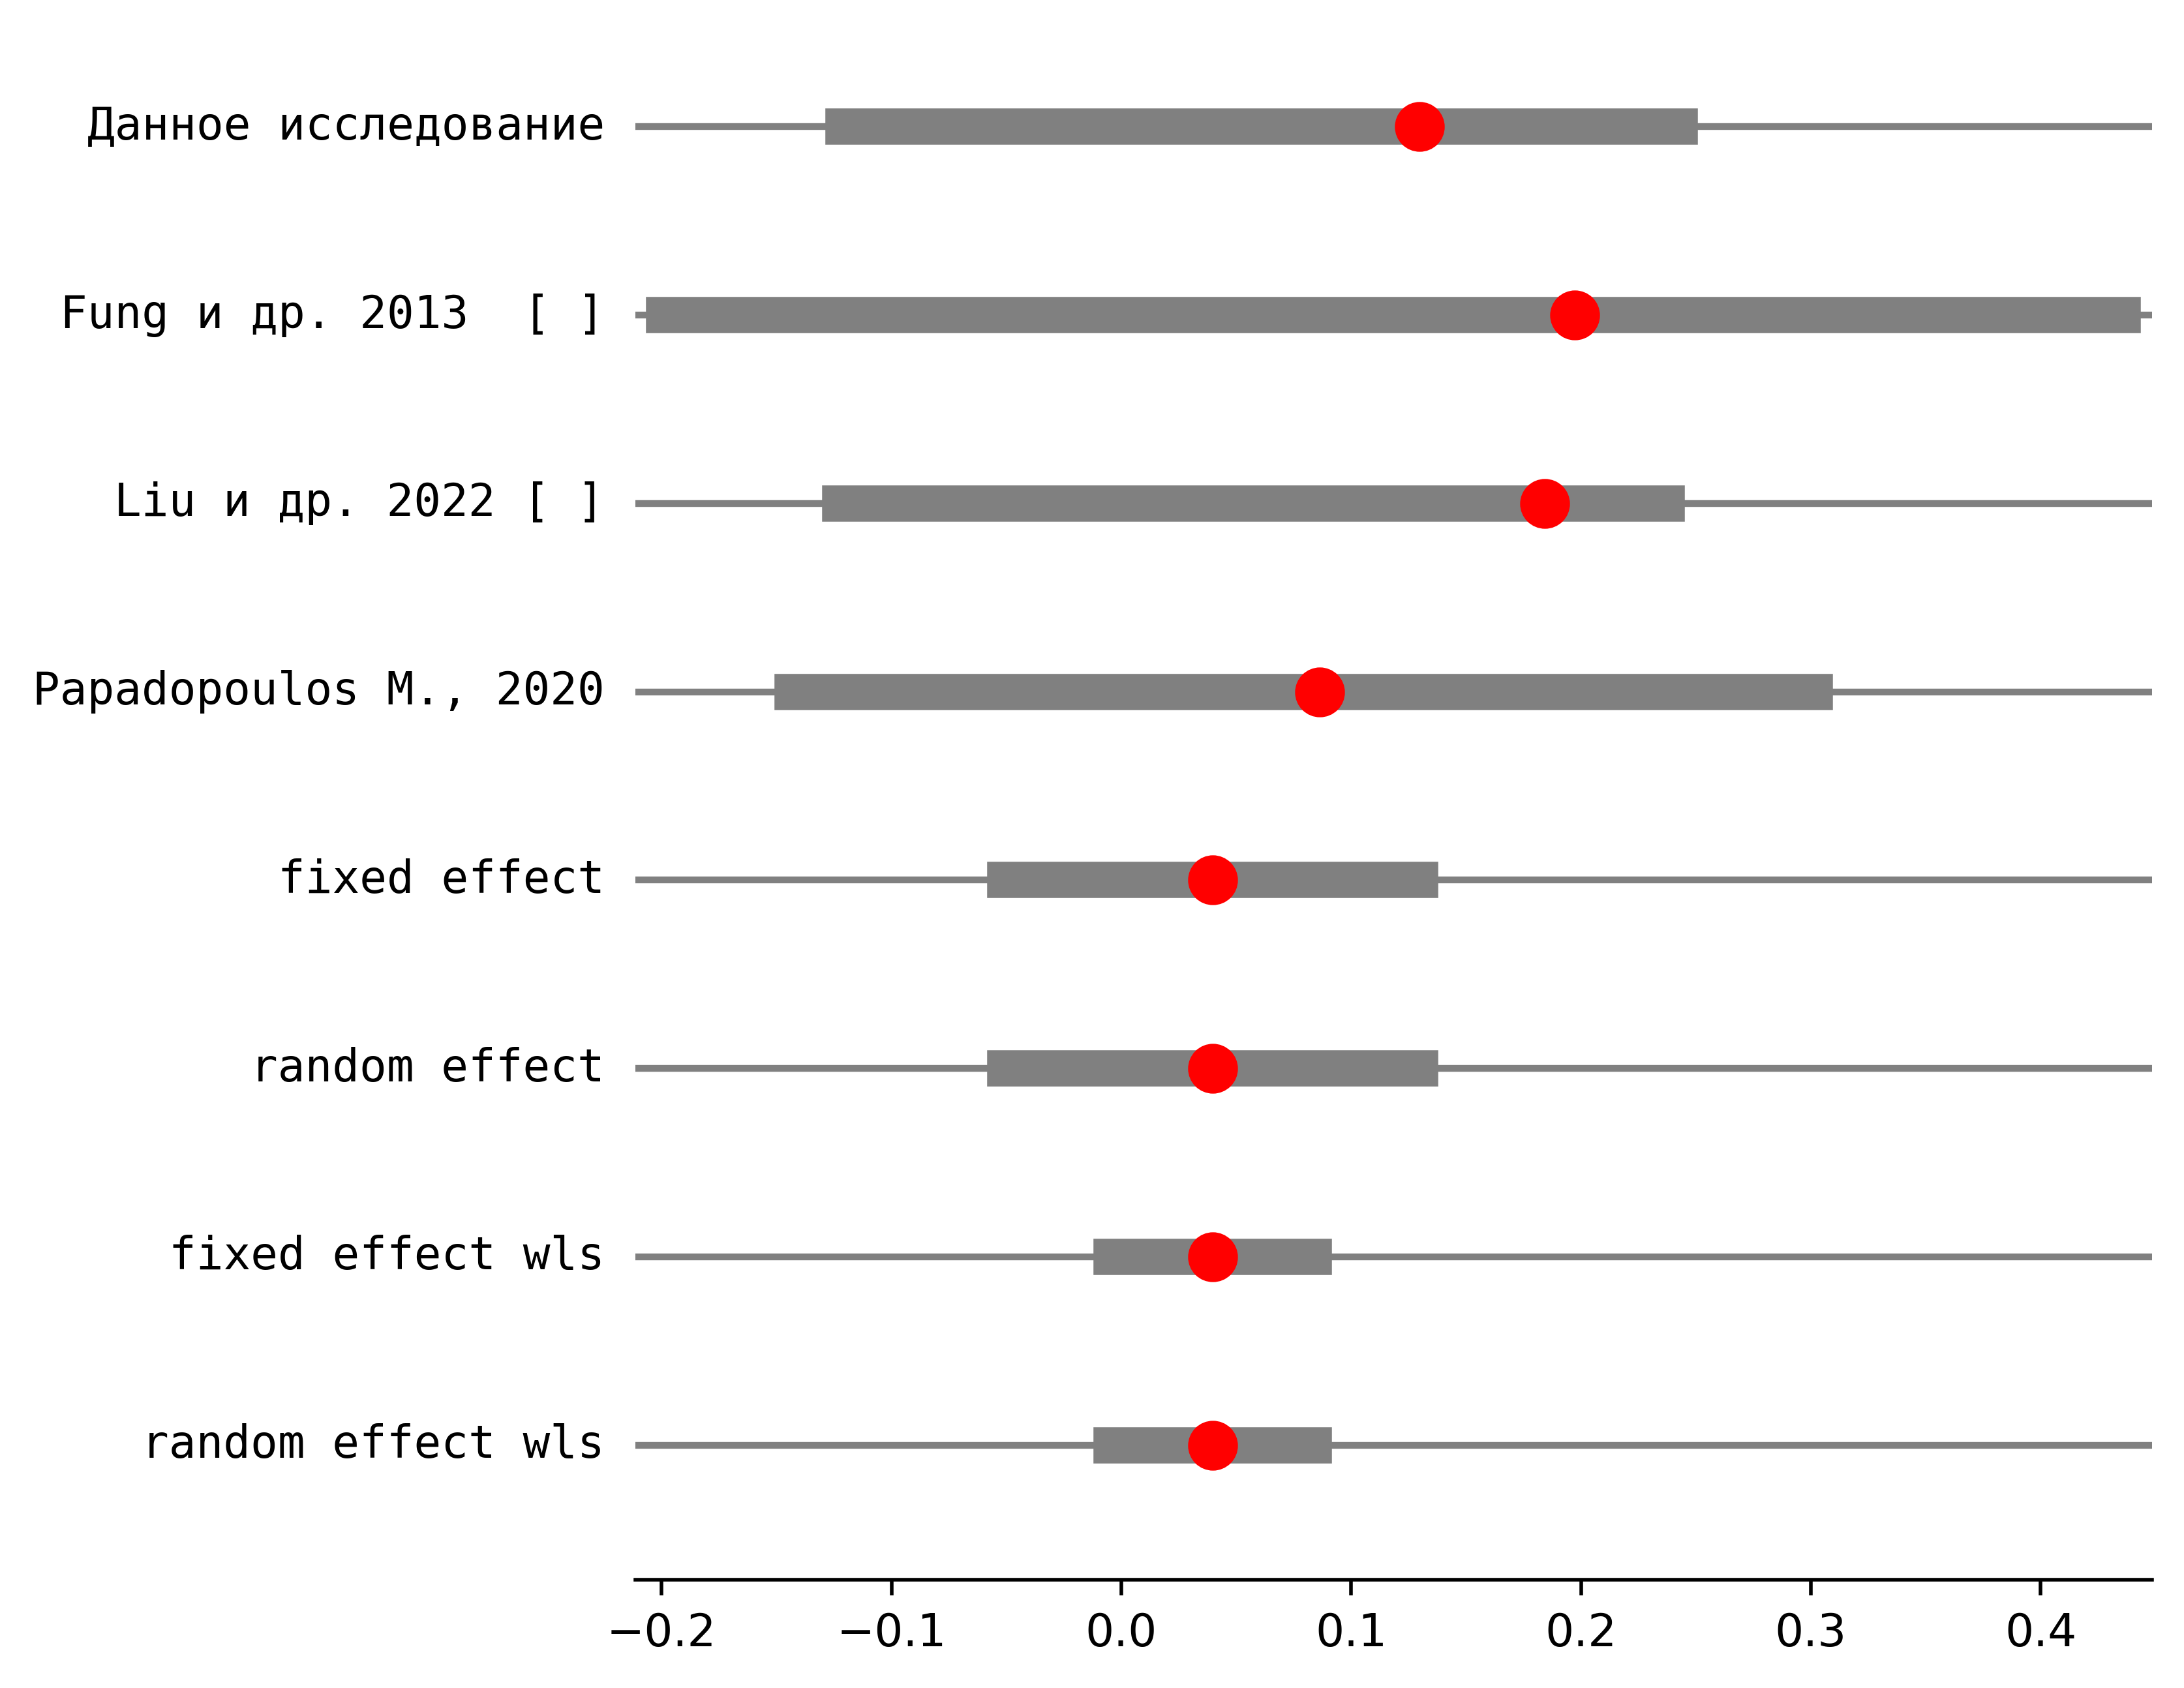 Данное исследование
Fung и др. 2013  [ ]
Liu и др. 2022 [ ]
Papadopoulos M., 2020
fixed effect
random effect
fixed effect wls
random effect wls
−0.2 −0.1 0.0 0.1 0.2 0.3 0.4